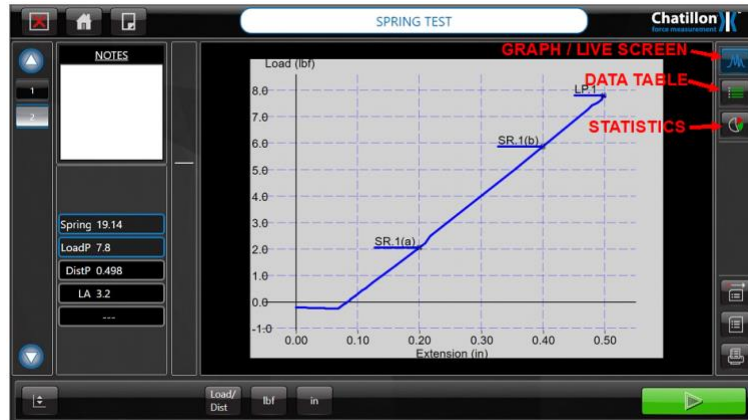 SPRING TEST
Chatillon
force measurement
NOTES
1
2
Spring 19.14
LoadP 7.8
DistP 0.498
LA 3.2
---
GRAPH / LIVE SCREEN
DATA TABLE
STATISTICS
Load (lbf)
8.0
7.0
6.0
5.0
4.0
3.0
2.0
1.0
0.0
-1.0
LP.1
SR.1(b)
SR.1(a)
0.00 0.10 0.20 0.30 0.40 0.50
Extension (in)
Load/
Dist
lbf
in